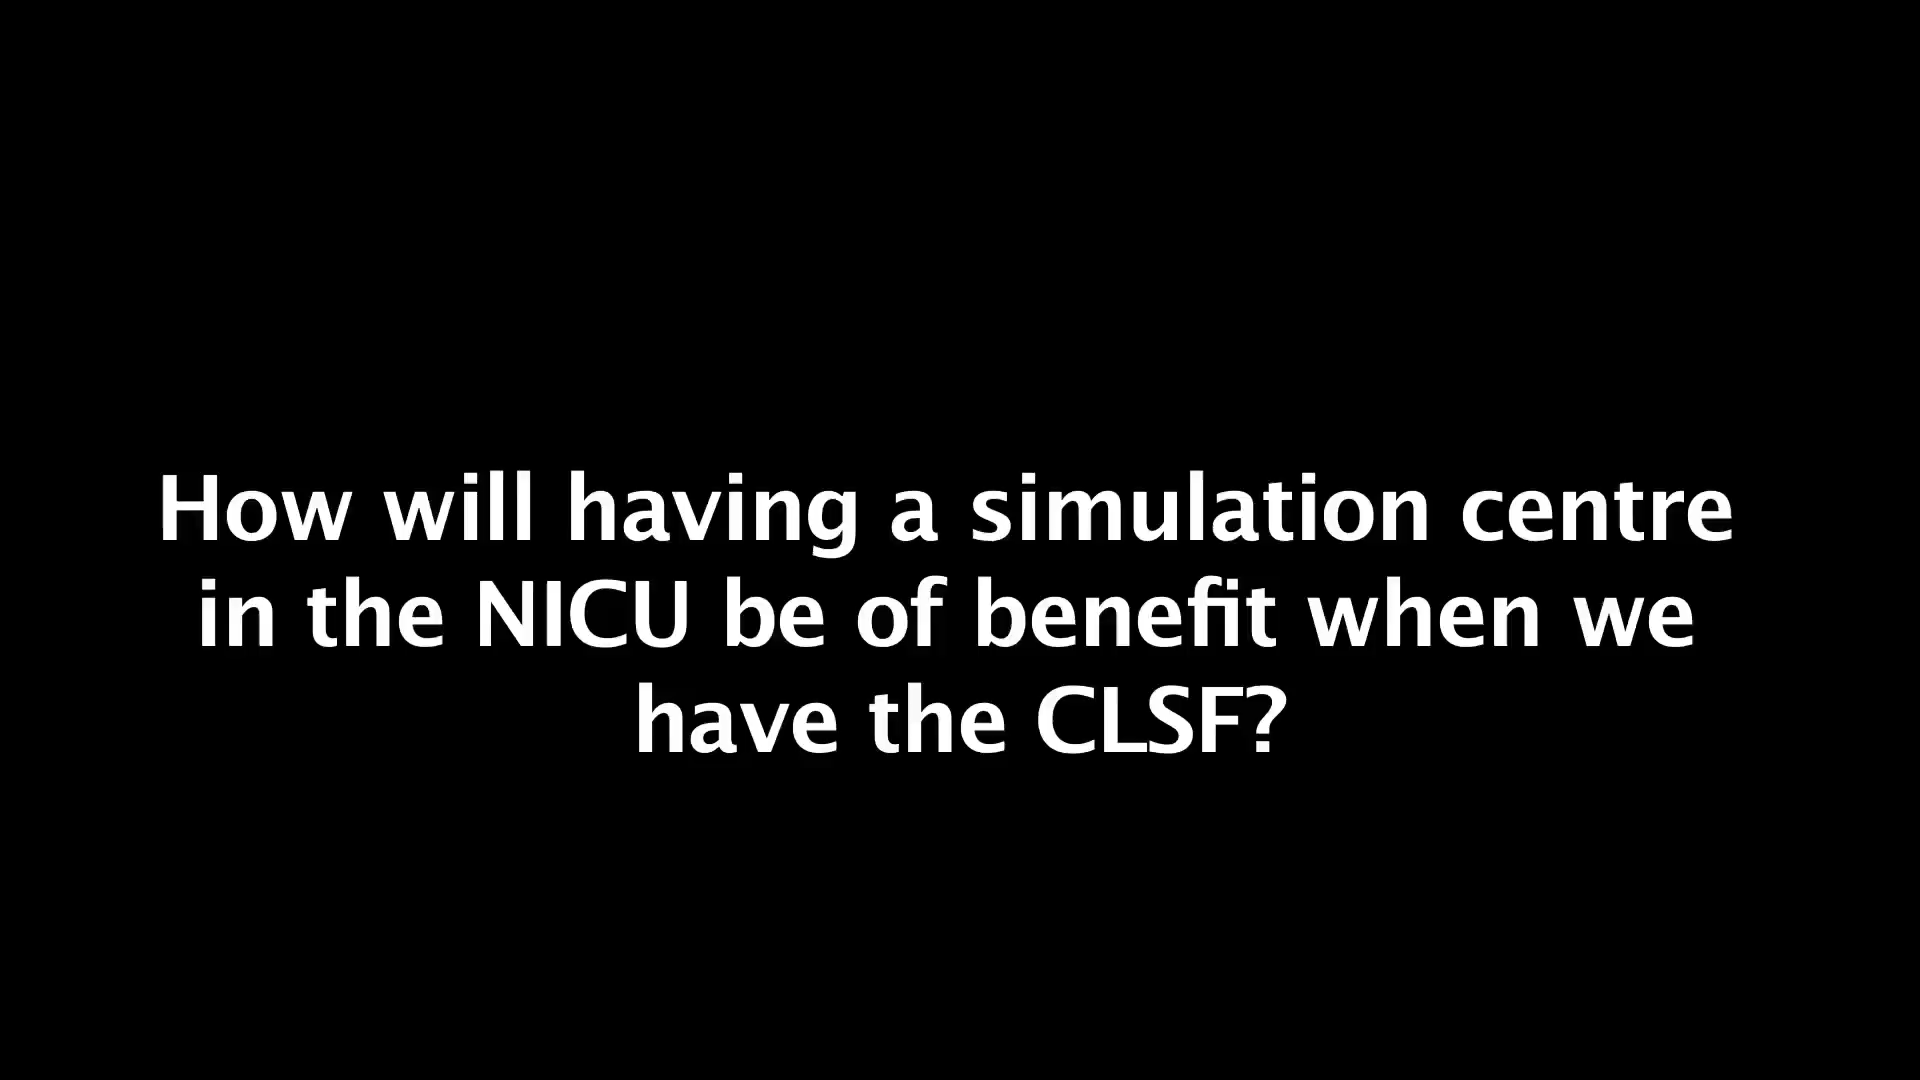 How will having a simulation centre
in the NICU be of benefit when we
have the CLSF?